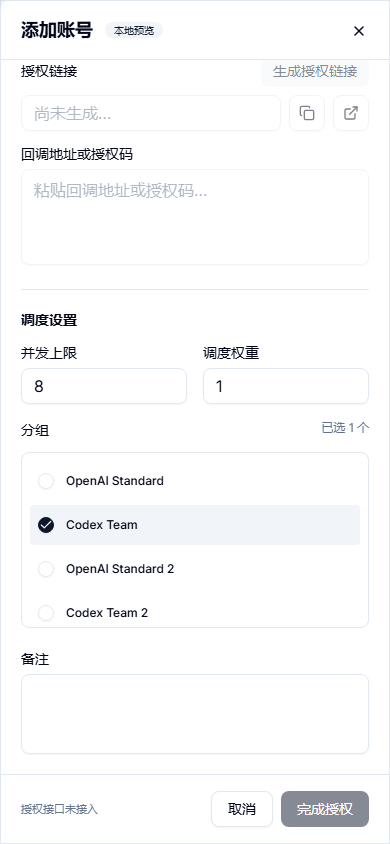 添加账号 本地预览
授权链接 生成授权链接
尚未生成...
回调地址或授权码
粘贴回调地址或授权码...
调度设置
并发上限 调度权重
8 1
分组 已选 1 个
OpenAI Standard
Codex Team
OpenAI Standard 2
Codex Team 2
备注
授权接口未接入 取消 完成授权